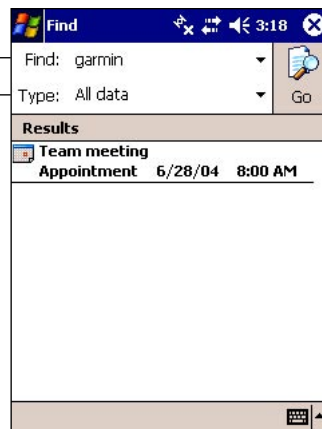 Find 3:18
Find: garmin
Type: All data Go
Results
Team meeting
Appointment 6/28/04 8:00 AM